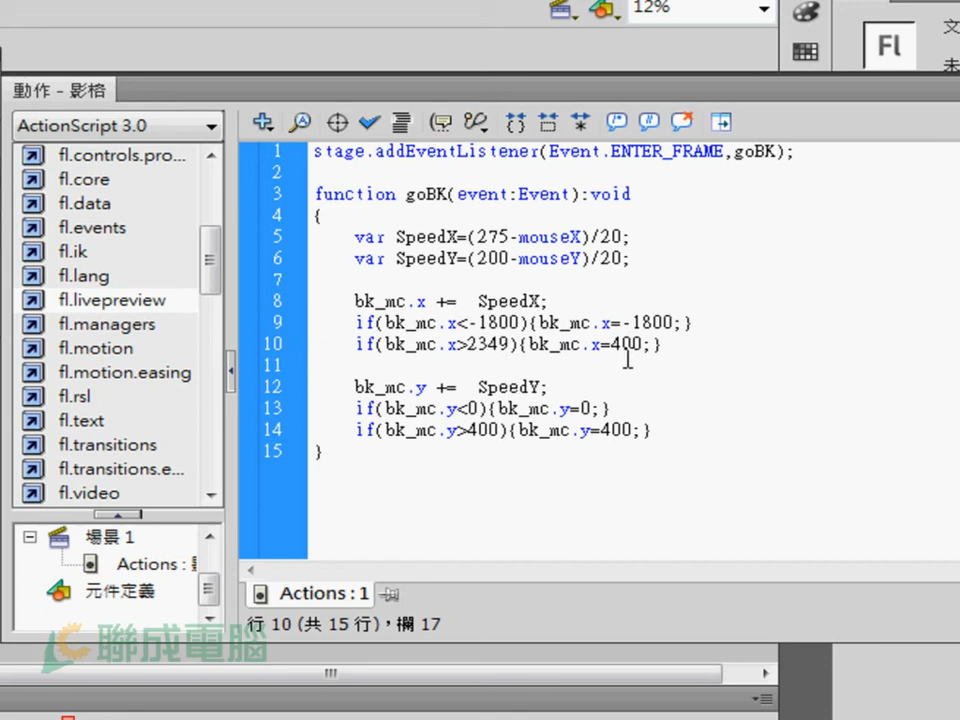 12%
Fl
文
未
動作 - 影格
ActionScript 3.0
fl.controls.pro...
fl.core
fl.data
fl.events
fl.ik
fl.lang
fl.livepreview
fl.managers
fl.motion
fl.motion.easing
fl.rsl
fl.text
fl.transitions
fl.transitions.e...
fl.video
1 stage.addEventListener(Event.ENTER_FRAME,goBK);
2
3 function goBK(event:Event):void
4 {
5 var SpeedX=(275-mouseX)/20;
6 var SpeedY=(200-mouseY)/20;
7
8 bk_mc.x += SpeedX;
9 if(bk_mc.x<-1800){bk_mc.x=-1800;}
10 if(bk_mc.x>2349){bk_mc.x=400;}
11
12 bk_mc.y += SpeedY;
13 if(bk_mc.y<0){bk_mc.y=0;}
14 if(bk_mc.y>400){bk_mc.y=400;}
15 }
場景 1
Actions :
元件定義
Actions : 1
行 10 (共 15 行)，欄 17
聯成電腦